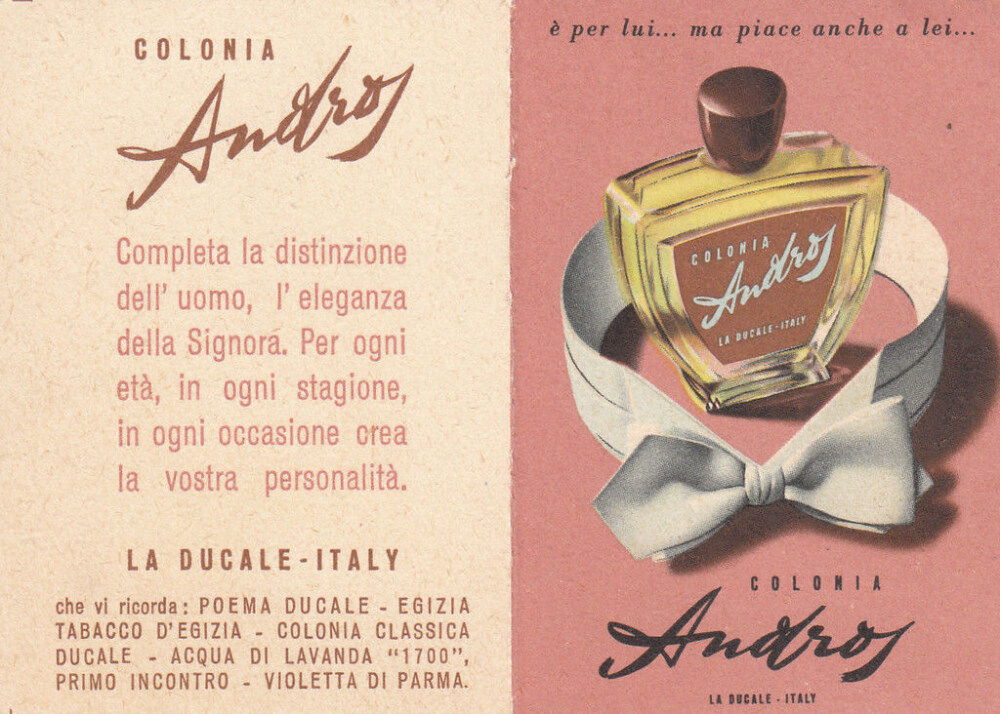 COLONIA
Andros
Completa la distinzione
dell' uomo, l' eleganza
della Signora. Per ogni
età, in ogni stagione,
in ogni occasione crea
la vostra personalità.
LA DUCALE-ITALY
che vi ricorda: POEMA DUCALE - EGIZIA
TABACCO D'EGIZIA - COLONIA CLASSICA
DUCALE - ACQUA DI LAVANDA "1700",
PRIMO INCONTRO - VIOLETTA DI PARMA.
è per lui... ma piace anche a lei...
COLONIA
Andros
LA DUCALE-ITALY
COLONIA
Andros
LA DUCALE-ITALY